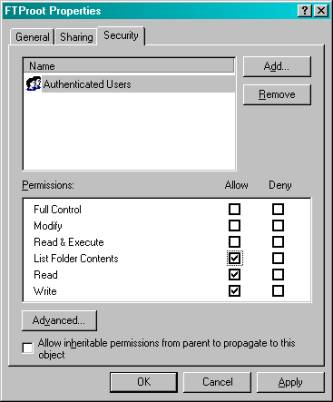 FTProot Properties
General Sharing Security
Name
Add...
Authenticated Users
Remove
Permissions: Allow Deny
Full Control
Modify
Read & Execute
List Folder Contents
Read
Write
Advanced...
Allow inheritable permissions from parent to propagate to this
object
OK Cancel Apply